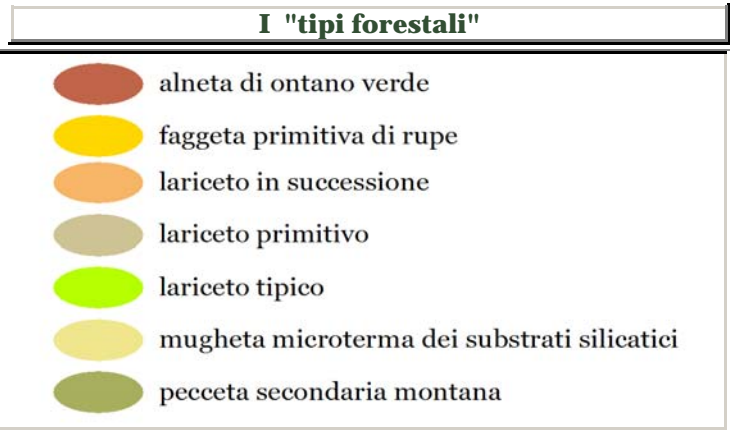 I "tipi forestali"
alneta di ontano verde
faggeta primitiva di rupe
lariceto in successione
lariceto primitivo
lariceto tipico
mugheta microterma dei substrati silicatici
pecceta secondaria montana